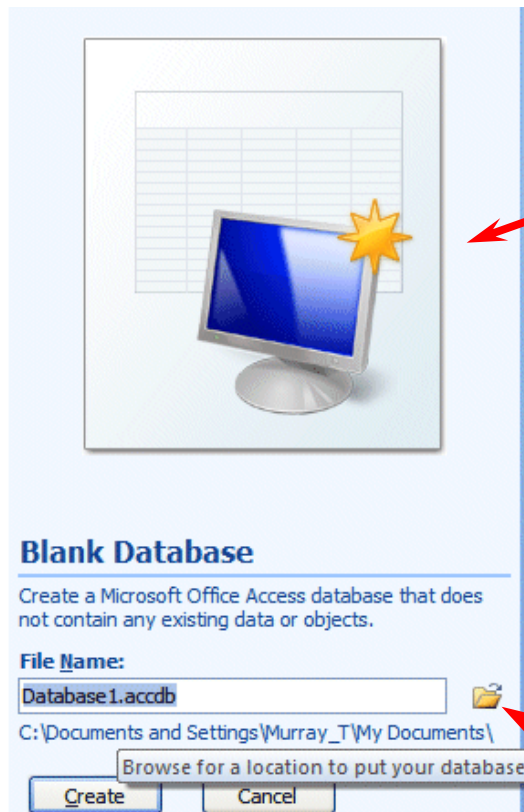 Blank Database
Create a Microsoft Office Access database that does
not contain any existing data or objects.
File Name:
Database1.accdb
C:\Documents and Settings\Murray_T\My Documents\
Browse for a location to put your database
Create
Cancel